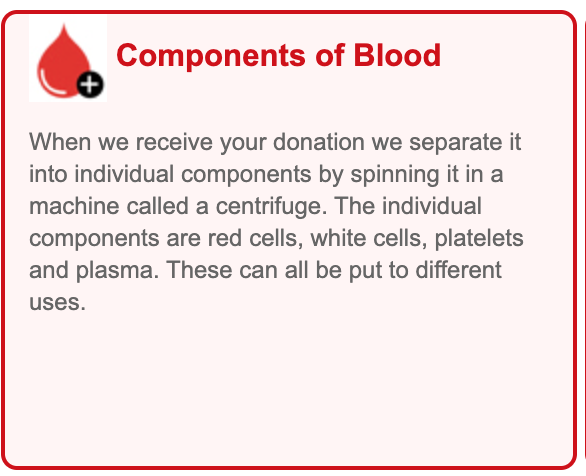 Components of Blood
When we receive your donation we separate it
into individual components by spinning it in a
machine called a centrifuge. The individual
components are red cells, white cells, platelets
and plasma. These can all be put to different
uses.